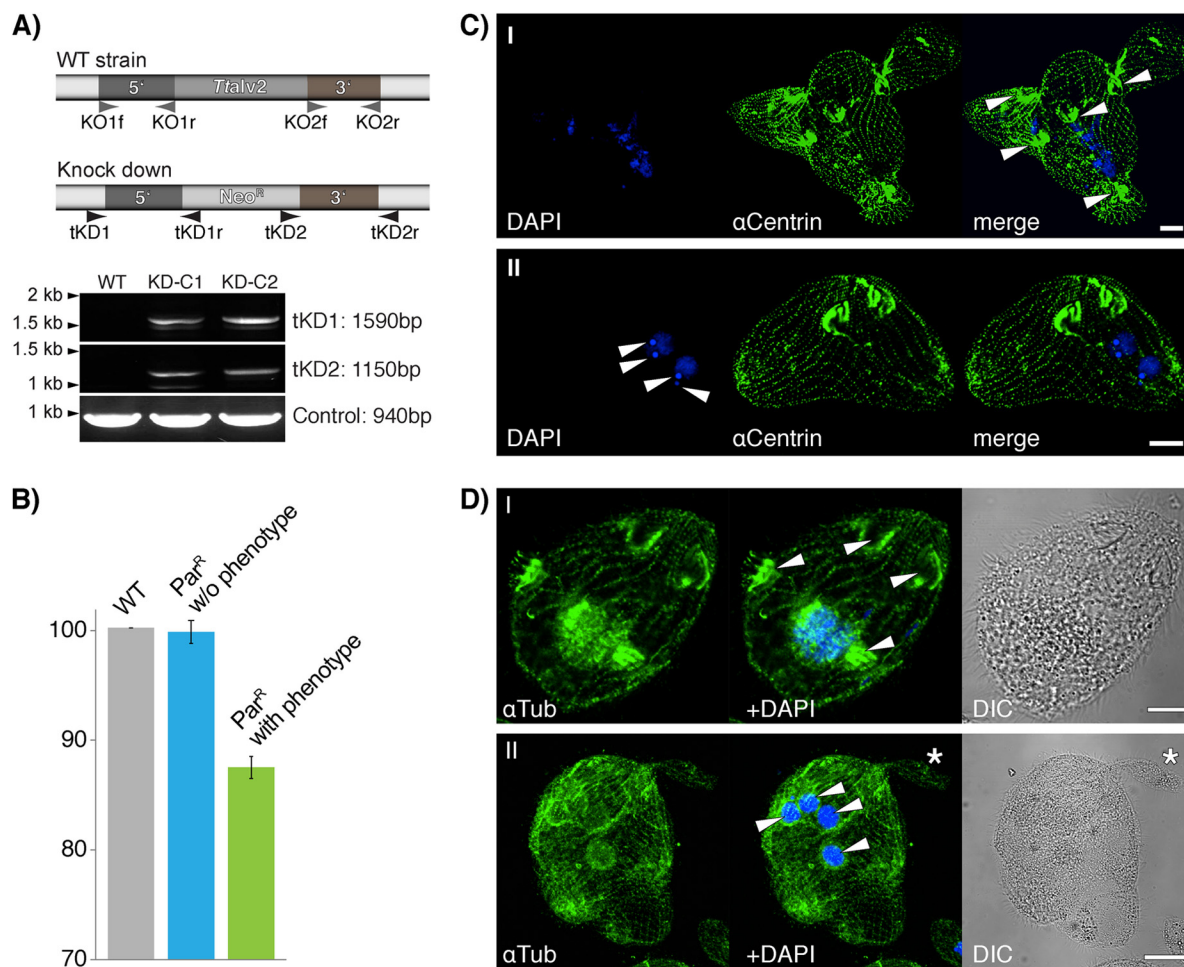 A)
WT strain
5‘ Ttalv2 3‘
KO1f KO1r KO2f KO2r
Knock down
5‘ Neoᴿ 3‘
tKD1 tKD1r tKD2 tKD2r
WT KD-C1 KD-C2
2 kb
1.5 kb
tKD1: 1590bp
1.5 kb
1 kb
tKD2: 1150bp
1 kb
Control: 940bp
B)
WT
Parᴿ
w/o phenotype
Parᴿ
with phenotype
100
90
80
70
C)
I
DAPI αCentrin merge
II
DAPI αCentrin merge
D)
I
αTub +DAPI DIC
II
* *
αTub +DAPI DIC